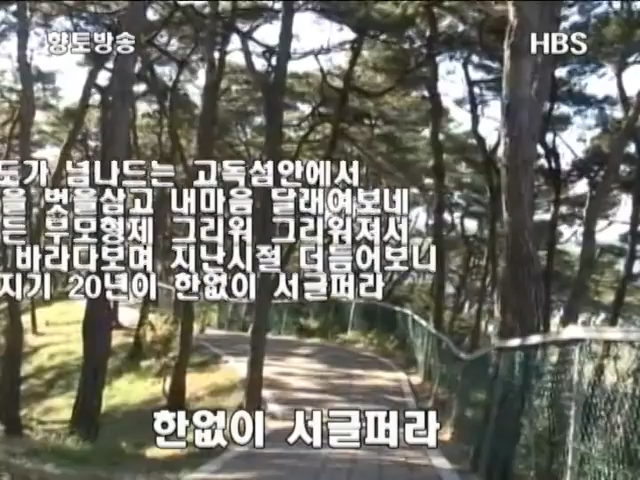 향토방송
HBS
도가 넘나드는 고독섬안에서
을 벗을삼고 내마음 달래여보네
든 부모형제 그리워 그리워져서
바라다보며 지난시절 더듬어보니
지기 20년이 한없이 서글퍼라
한없이 서글퍼라